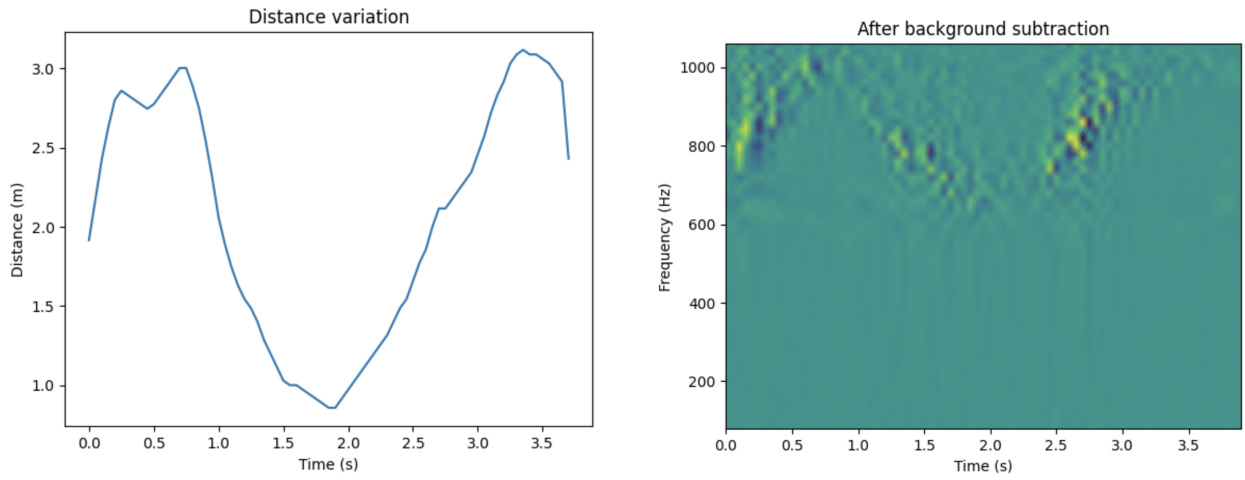 Distance variation
Distance (m)
3.0
2.5
2.0
1.5
1.0
0.0 0.5 1.0 1.5 2.0 2.5 3.0 3.5
Time (s)
After background subtraction
Frequency (Hz)
1000
800
600
400
200
0.0 0.5 1.0 1.5 2.0 2.5 3.0 3.5
Time (s)